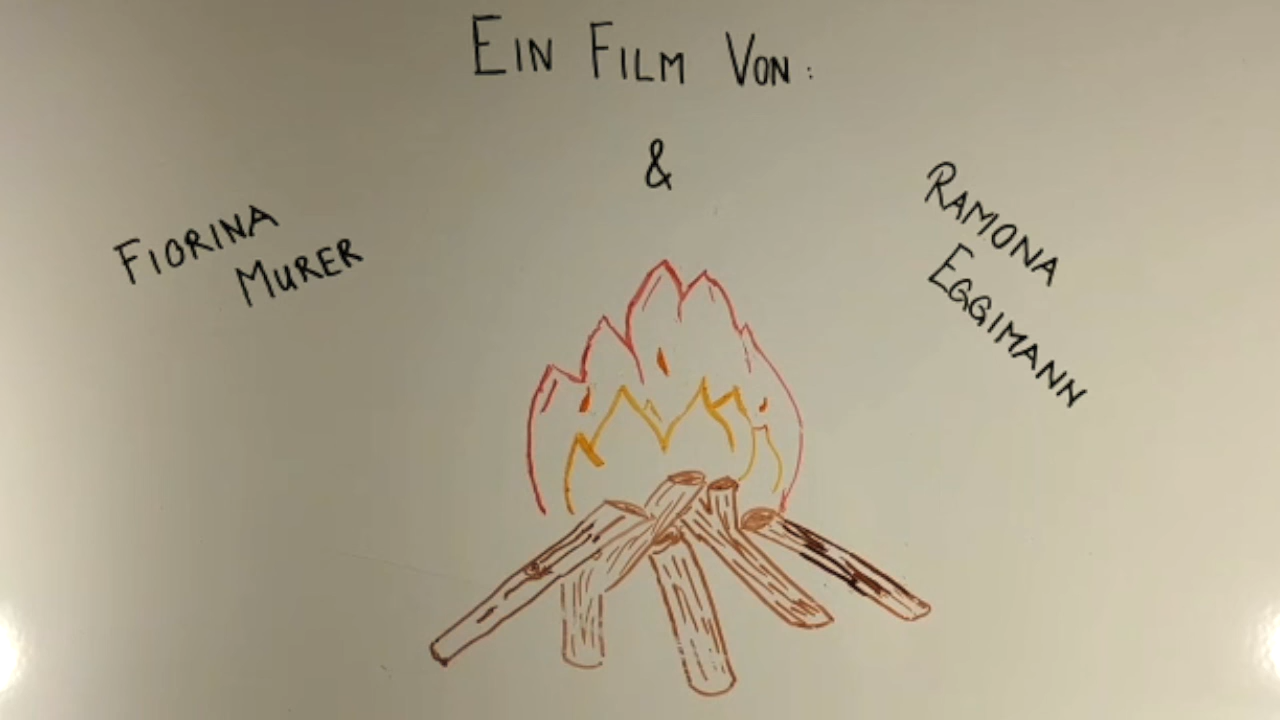 EIN FILM VON:
&
FIORINA
MURER
RAMONA
EGGIMANN